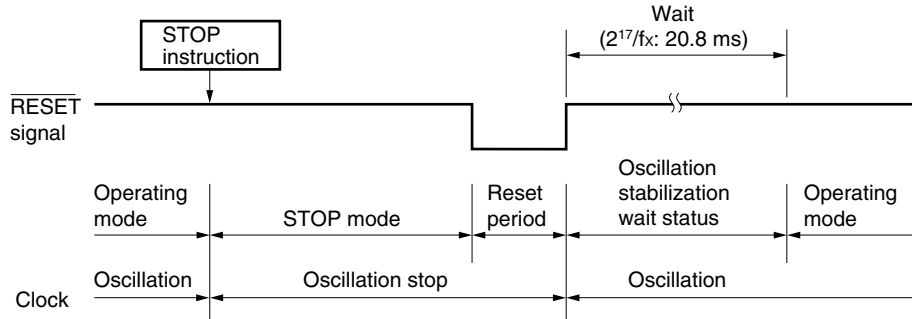 Wait
(2¹⁷/fx: 20.8 ms)
STOP
instruction
RESET
signal
Operating
mode
STOP mode
Reset
period
Oscillation
stabilization
wait status
Operating
mode
Clock
Oscillation
Oscillation stop
Oscillation